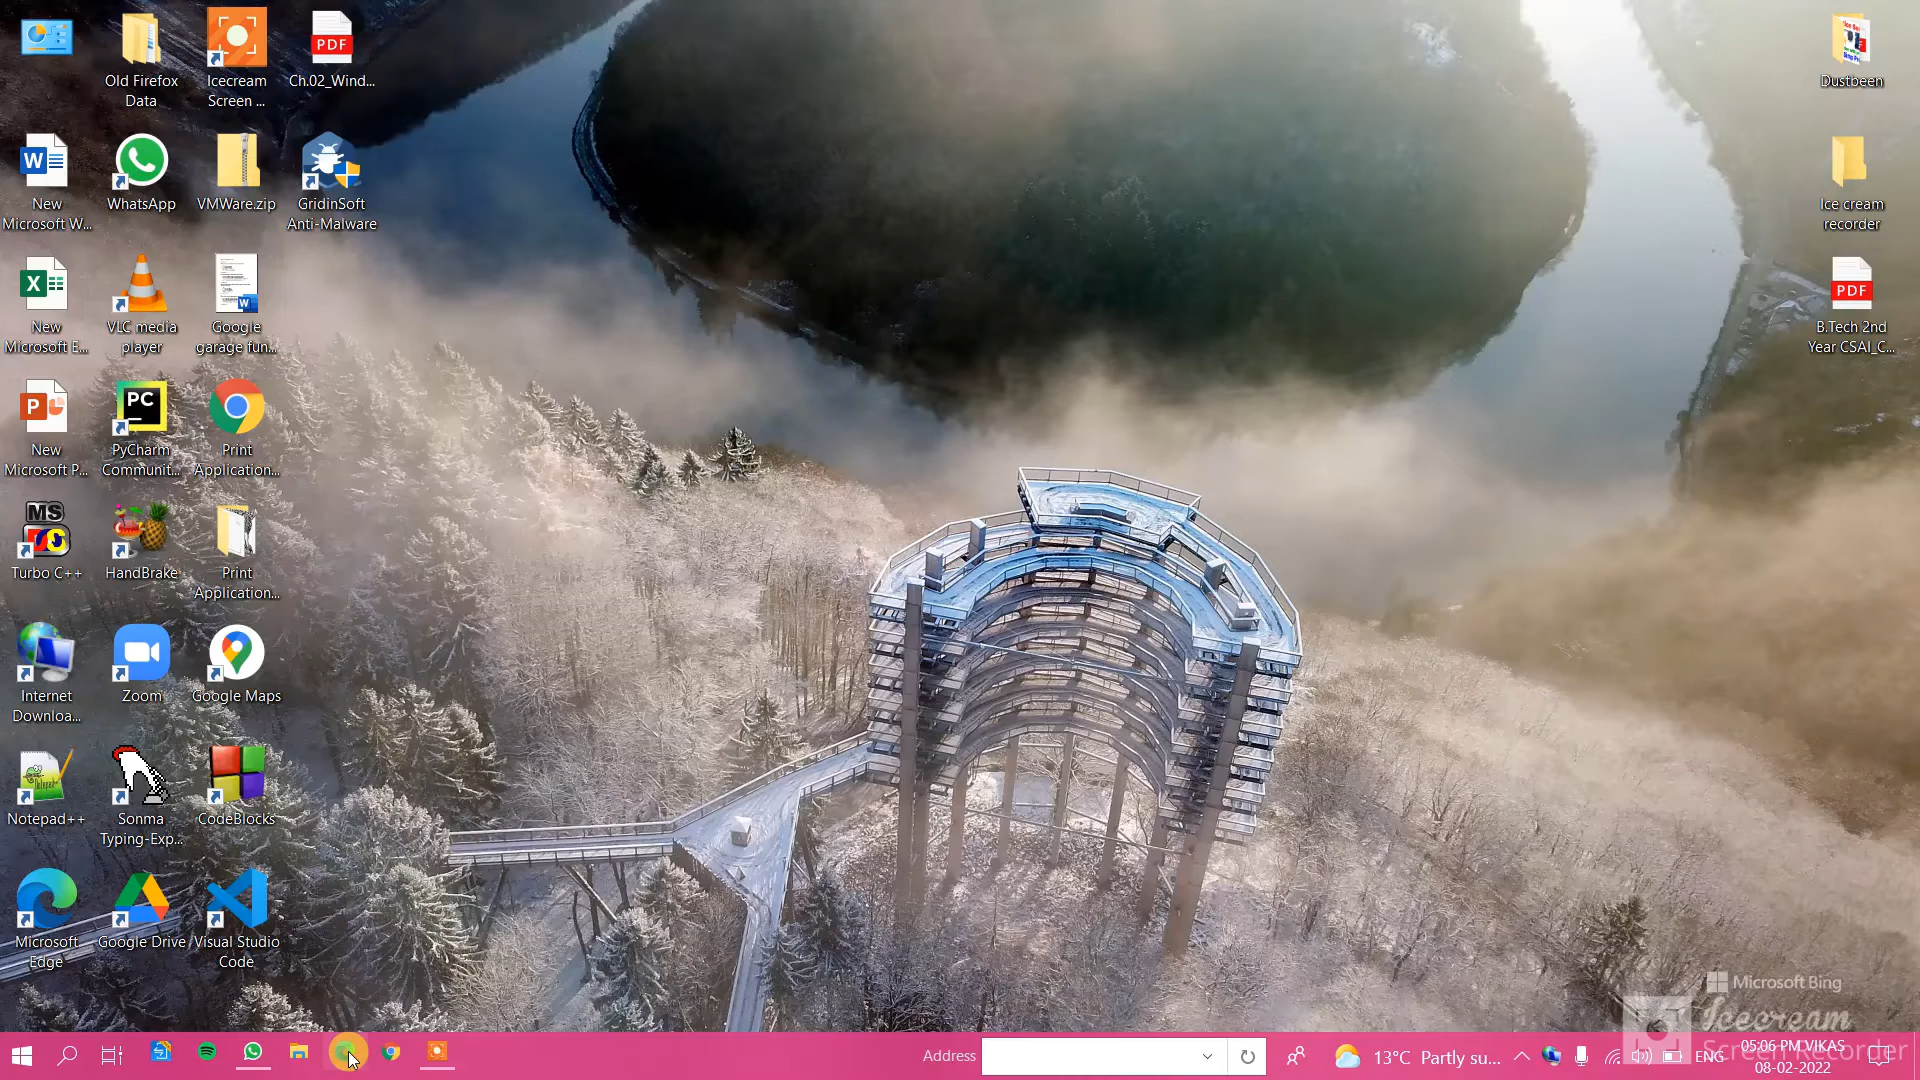 Old Firefox
Data
Icecream
Screen ...
PDF
Ch.02_Wind...
Dustbeen
W
New
Microsoft W...
WhatsApp
VMWare.zip
GridinSoft
Anti-Malware
Ice cream
recorder
X
New
Microsoft E...
VLC media
player
W
Google
garage fun...
PDF
B.Tech 2nd
Year CSAI_C...
P
New
Microsoft P...
PC
PyCharm
Communit...
Print
Application...
MS
Turbo C++
HandBrake
Print
Application...
Internet
Downloa...
Zoom
Google Maps
Notepad++
Sonma
Typing-Exp...
CodeBlocks
Microsoft
Edge
Google Drive
Visual Studio
Code
Microsoft Bing
Icecream
Screen Recorder
Address
13°C Partly su...
ENG
05:06 PM VIKAS
08-02-2022